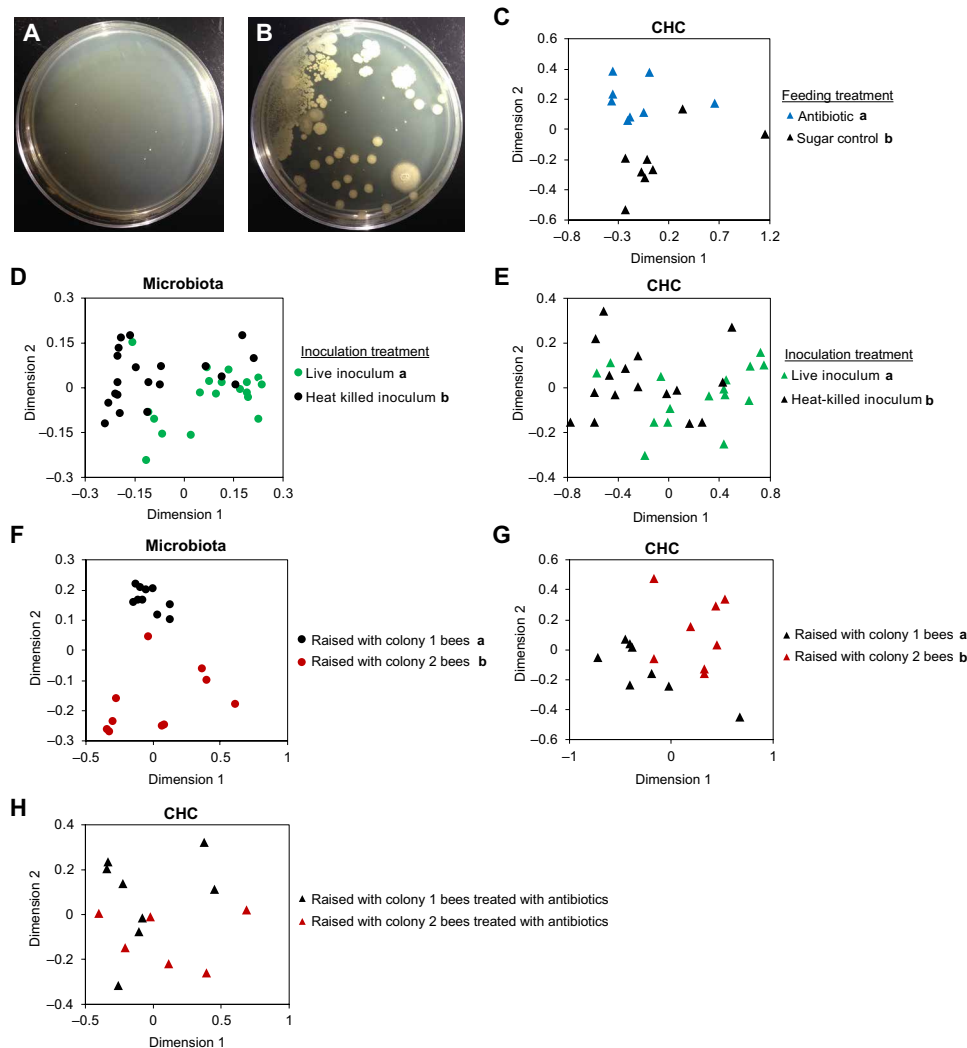 A
B
C
CHC
0.6
0.4
0.2
0
–0.2
–0.4
–0.6
Dimension 2
–0.8
–0.3
0.2
0.7
1.2
Dimension 1
Feeding treatment
Antibiotic a
Sugar control b
D
Microbiota
0.3
0.15
0
–0.15
–0.3
Dimension 2
–0.3
–0.15
0
0.15
0.3
Dimension 1
Inoculation treatment
Live inoculum a
Heat killed inoculum b
E
CHC
0.4
0.2
0
–0.2
–0.4
Dimension 2
–0.8
–0.4
0
0.4
0.8
Dimension 1
Inoculation treatment
Live inoculum a
Heat-killed inoculum b
F
Microbiota
0.3
0.2
0.1
0
–0.1
–0.2
–0.3
Dimension 2
–0.5
0
0.5
1
Dimension 1
Raised with colony 1 bees a
Raised with colony 2 bees b
G
CHC
0.6
0.4
0.2
0
–0.2
–0.4
–0.6
Dimension 2
–1
0
1
Dimension 1
Raised with colony 1 bees a
Raised with colony 2 bees b
H
CHC
0.4
0.2
0
–0.2
–0.4
Dimension 2
–0.5
0
0.5
1
Dimension 1
Raised with colony 1 bees treated with antibiotics
Raised with colony 2 bees treated with antibiotics